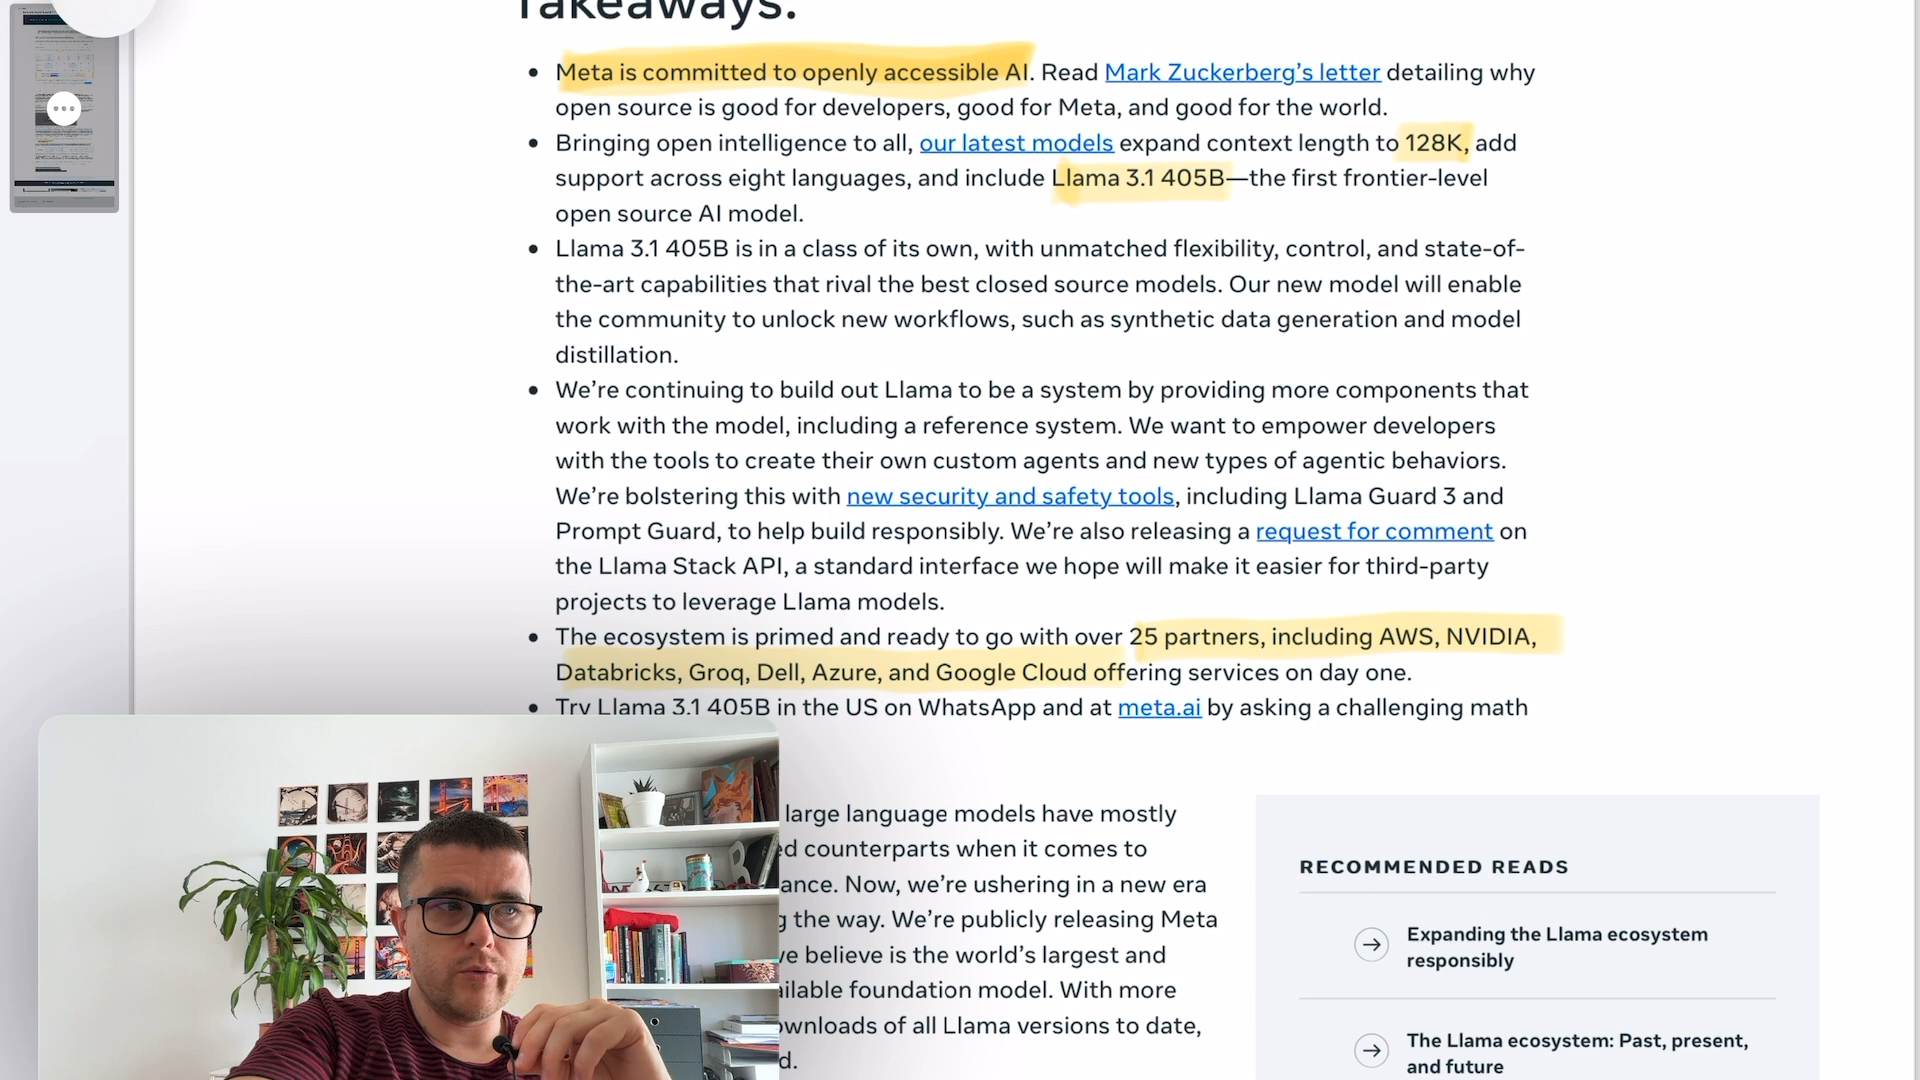 Takeaways:
• Meta is committed to openly accessible AI. Read Mark Zuckerberg’s letter detailing why
open source is good for developers, good for Meta, and good for the world.
• Bringing open intelligence to all, our latest models expand context length to 128K, add
support across eight languages, and include Llama 3.1 405B—the first frontier-level
open source AI model.
• Llama 3.1 405B is in a class of its own, with unmatched flexibility, control, and state-of-
the-art capabilities that rival the best closed source models. Our new model will enable
the community to unlock new workflows, such as synthetic data generation and model
distillation.
• We’re continuing to build out Llama to be a system by providing more components that
work with the model, including a reference system. We want to empower developers
with the tools to create their own custom agents and new types of agentic behaviors.
We’re bolstering this with new security and safety tools, including Llama Guard 3 and
Prompt Guard, to help build responsibly. We’re also releasing a request for comment on
the Llama Stack API, a standard interface we hope will make it easier for third-party
projects to leverage Llama models.
• The ecosystem is primed and ready to go with over 25 partners, including AWS, NVIDIA,
Databricks, Groq, Dell, Azure, and Google Cloud offering services on day one.
• Try Llama 3.1 405B in the US on WhatsApp and at meta.ai by asking a challenging math
large language models have mostly
d counterparts when it comes to
ance. Now, we’re ushering in a new era
g the way. We’re publicly releasing Meta
ve believe is the world’s largest and
ailable foundation model. With more
ownloads of all Llama versions to date,
d.
RECOMMENDED READS
Expanding the Llama ecosystem
responsibly
The Llama ecosystem: Past, present,
and future